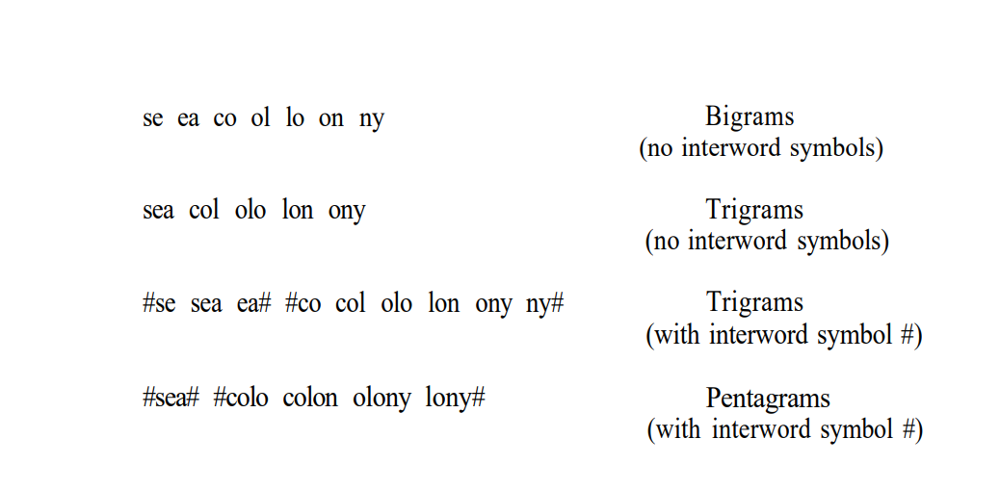 se ea co ol lo on ny Bigrams
(no interword symbols)
sea col olo lon ony Trigrams
(no interword symbols)
#se sea ea# #co col olo lon ony ny# Trigrams
(with interword symbol #)
#sea# #colo colon olony lony# Pentagrams
(with interword symbol #)